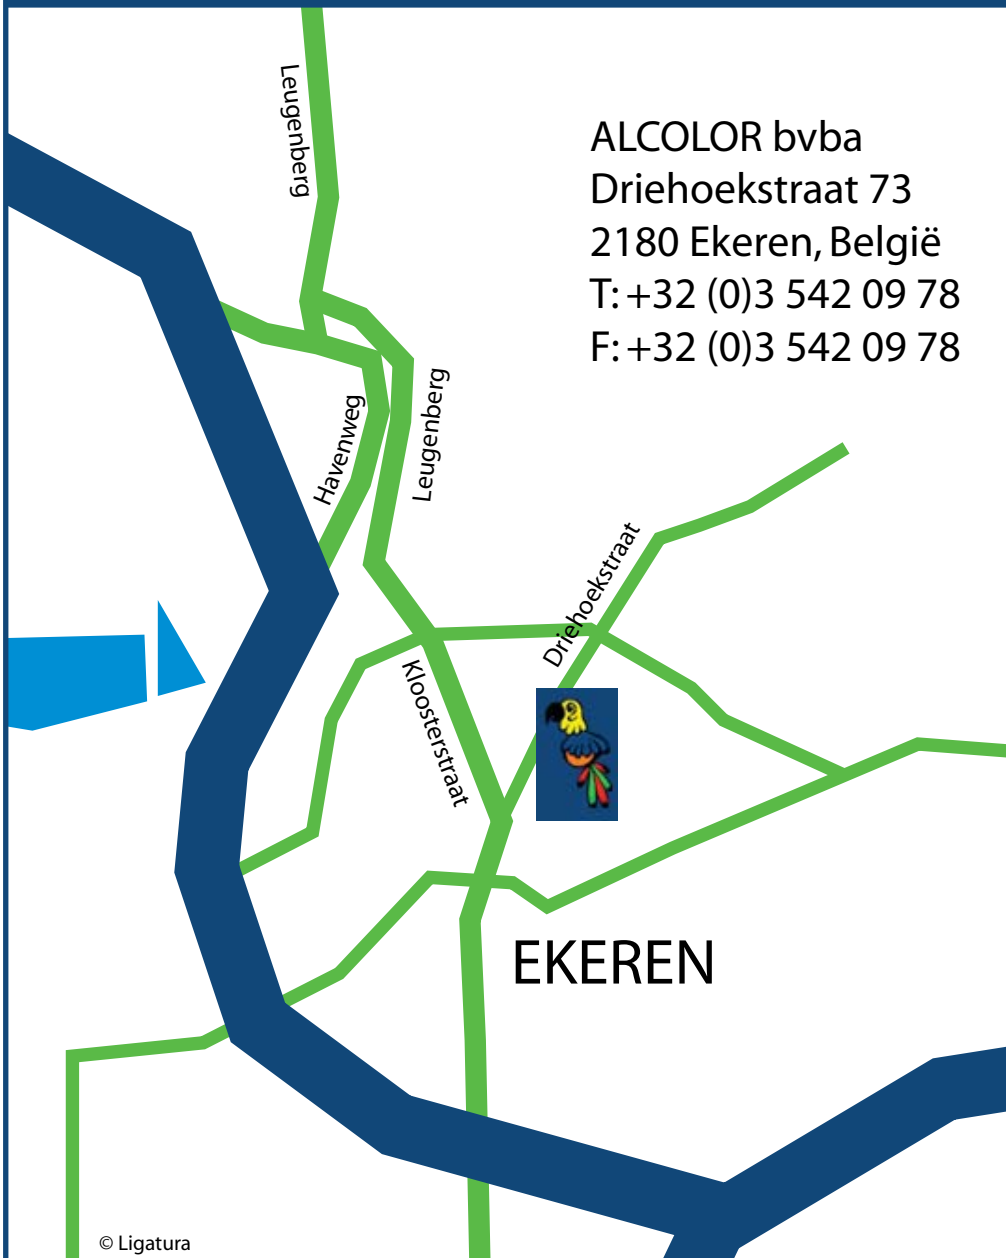 Leugenberg
ALCOLOR bvba
Driehoekstraat 73
2180 Ekeren, België
T: +32 (0)3 542 09 78
F: +32 (0)3 542 09 78
Havenweg
Leugenberg
Driehoekstraat
Kloosterstraat
EKEREN
© Ligatura